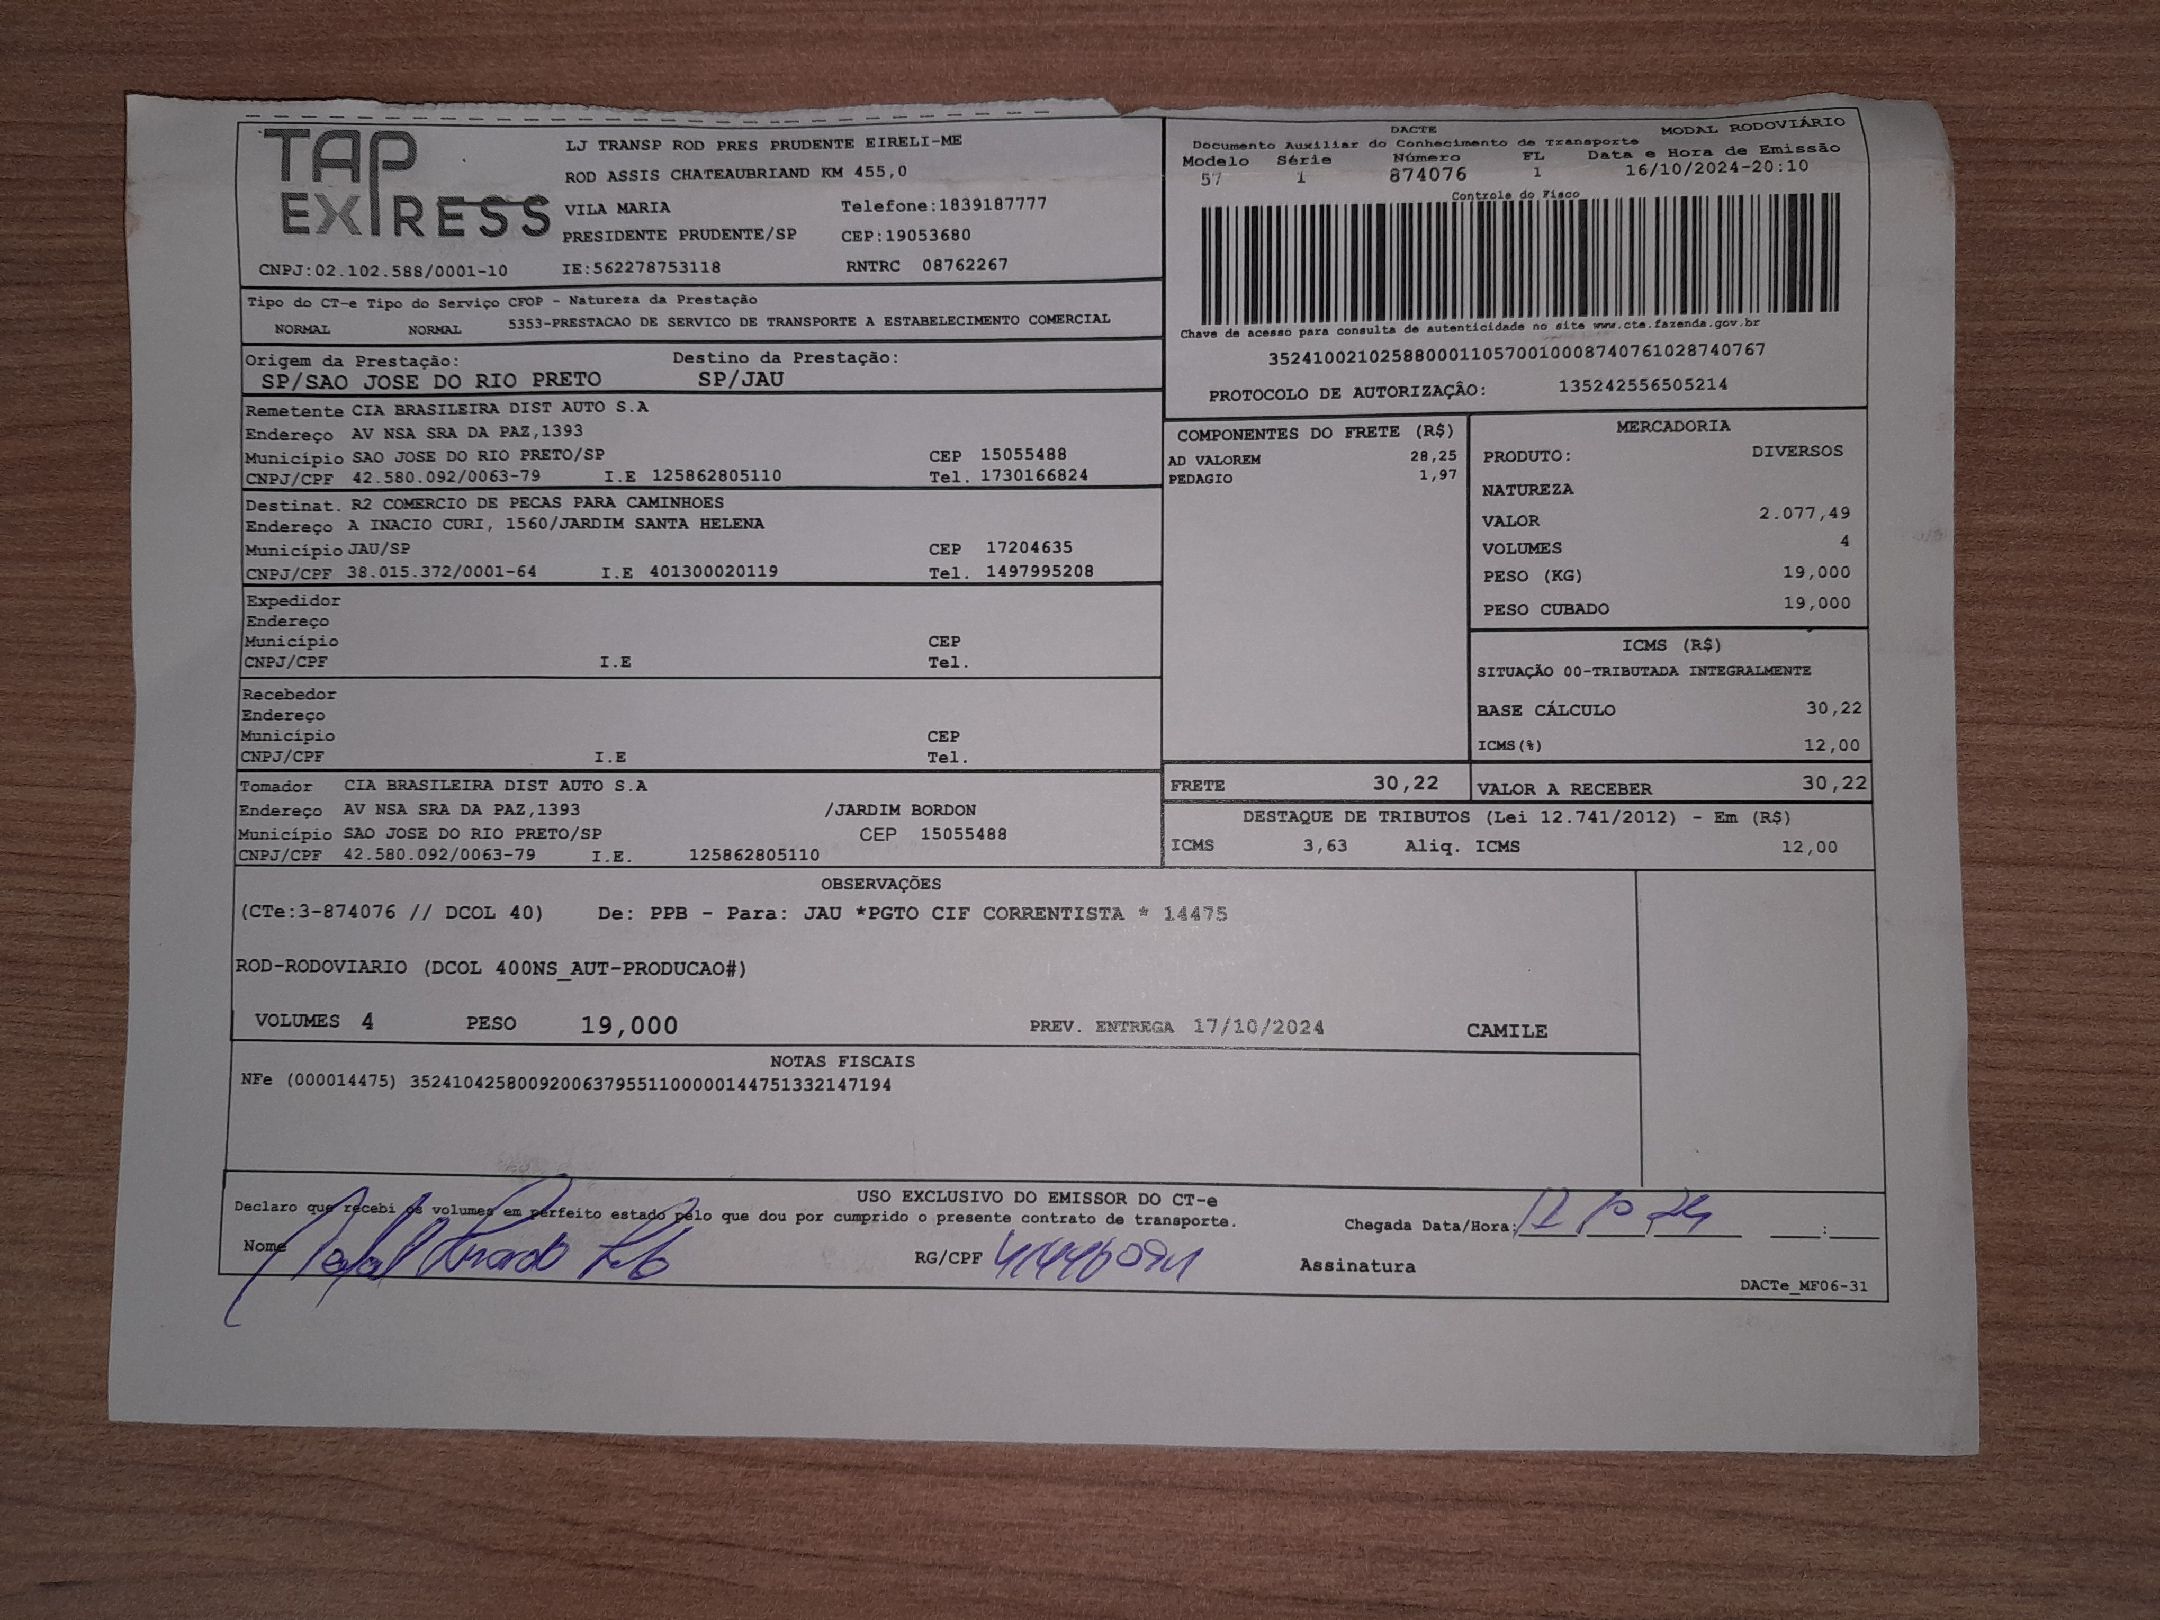 TAP EXPRESS
LJ TRANSP ROD PRES PRUDENTE EIRELI-ME
ROD ASSIS CHATEAUBRIAND KM 455,0
VILA MARIA Telefone:1839187777
PRESIDENTE PRUDENTE/SP CEP:19053680
CNPJ:02.102.588/0001-10 IE:562278753118 RNTRC 08762267
DACTE MODAL RODOVIÁRIO
Documento Auxiliar do Conhecimento de Transporte
Modelo Série Número FL Data e Hora de Emissão
57 1 874076 1 16/10/2024-20:10
Controle do Fisco
Chave de acesso para consulta de autenticidade no site www.cte.fazenda.gov.br
35241002102588000110570010008740761028740767
PROTOCOLO DE AUTORIZAÇÃO: 135242556505214
Tipo do CT-e Tipo do Serviço CFOP - Natureza da Prestação
NORMAL NORMAL 5353-PRESTACAO DE SERVICO DE TRANSPORTE A ESTABELECIMENTO COMERCIAL
Origem da Prestação: Destino da Prestação:
SP/SAO JOSE DO RIO PRETO SP/JAU
Remetente CIA BRASILEIRA DIST AUTO S.A
Endereço AV NSA SRA DA PAZ,1393
Município SAO JOSE DO RIO PRETO/SP CEP 15055488
CNPJ/CPF 42.580.092/0063-79 I.E 125862805110 Tel. 1730166824
Destinat. R2 COMERCIO DE PECAS PARA CAMINHOES
Endereço A INACIO CURI, 1560/JARDIM SANTA HELENA
Município JAU/SP CEP 17204635
CNPJ/CPF 38.015.372/0001-64 I.E 401300020119 Tel. 1497995208
Expedidor
Endereço
Município CEP
CNPJ/CPF I.E Tel.
Recebedor
Endereço
Município CEP
CNPJ/CPF I.E Tel.
Tomador CIA BRASILEIRA DIST AUTO S.A
Endereço AV NSA SRA DA PAZ,1393 /JARDIM BORDON
Município SAO JOSE DO RIO PRETO/SP CEP 15055488
CNPJ/CPF 42.580.092/0063-79 I.E. 125862805110
COMPONENTES DO FRETE (R$)
AD VALOREM 28,25
PEDAGIO 1,97
MERCADORIA
PRODUTO: DIVERSOS
NATUREZA
VALOR 2.077,49
VOLUMES 4
PESO (KG) 19,000
PESO CUBADO 19,000
ICMS (R$)
SITUAÇÃO 00-TRIBUTADA INTEGRALMENTE
BASE CÁLCULO 30,22
ICMS(%) 12,00
FRETE 30,22 VALOR A RECEBER 30,22
DESTAQUE DE TRIBUTOS (Lei 12.741/2012) - Em (R$)
ICMS 3,63 Aliq. ICMS 12,00
OBSERVAÇÕES
(CTe:3-874076 // DCOL 40) De: PPB - Para: JAU *PGTO CIF CORRENTISTA * 14475
ROD-RODOVIARIO (DCOL 400NS_AUT-PRODUCAO#)
VOLUMES 4 PESO 19,000 PREV. ENTREGA 17/10/2024 CAMILE
NOTAS FISCAIS
NFe (000014475) 35241042580092006379551100000144751332147194
USO EXCLUSIVO DO EMISSOR DO CT-e
Declaro que recebi os volumes em perfeito estado pelo que dou por cumprido o presente contrato de transporte.
Chegada Data/Hora: :
Nome RG/CPF Assinatura
DACTe_MF06-31